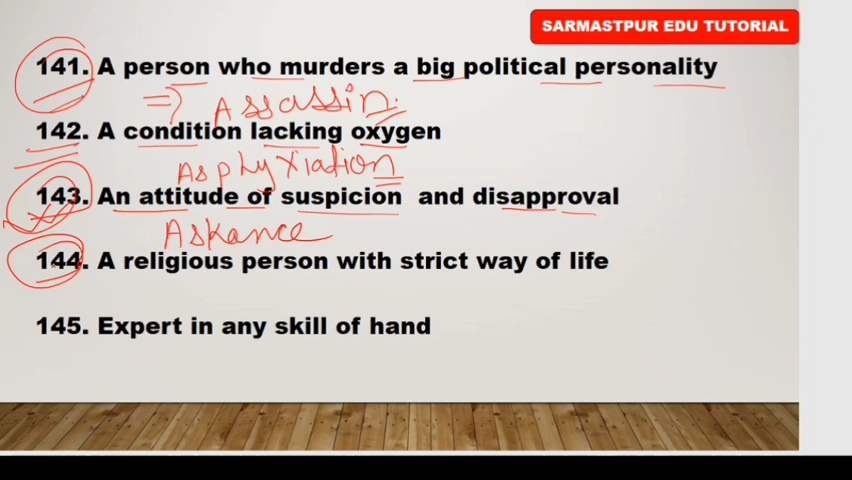 SARMASTPUR EDU TUTORIAL
141. A person who murders a big political personality
=> Assassin.
142. A condition lacking oxygen
Asphyxiation
143. An attitude of suspicion and disapproval
Askance
144. A religious person with strict way of life
145. Expert in any skill of hand